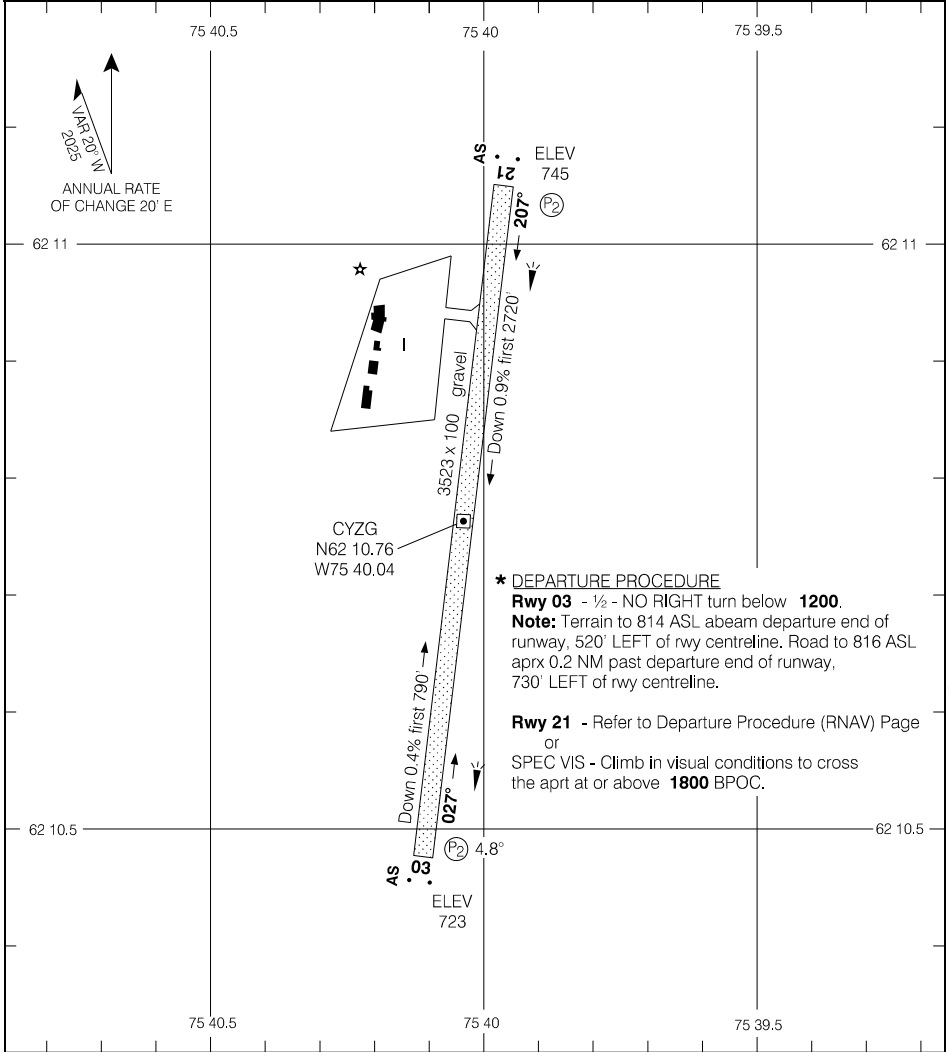 75 40.5
75 40
75 39.5
VAR 20° W
2025
ANNUAL RATE
OF CHANGE 20' E
AS
21
ELEV
745
P2
207°
62 11
62 11
I
3523 x 100 gravel
Down 0.9% first 2720'
CYZG
N62 10.76
W75 40.04
* DEPARTURE PROCEDURE
Rwy 03 - ½ - NO RIGHT turn below 1200.
Note: Terrain to 814 ASL abeam departure end of
runway, 520' LEFT of rwy centreline. Road to 816 ASL
aprx 0.2 NM past departure end of runway,
730' LEFT of rwy centreline.
Rwy 21 - Refer to Departure Procedure (RNAV) Page
or
SPEC VIS - Climb in visual conditions to cross
the aprt at or above 1800 BPOC.
Down 0.4% first 790'
027°
62 10.5
62 10.5
P2 4.8°
AS
03
ELEV
723
75 40.5
75 40
75 39.5